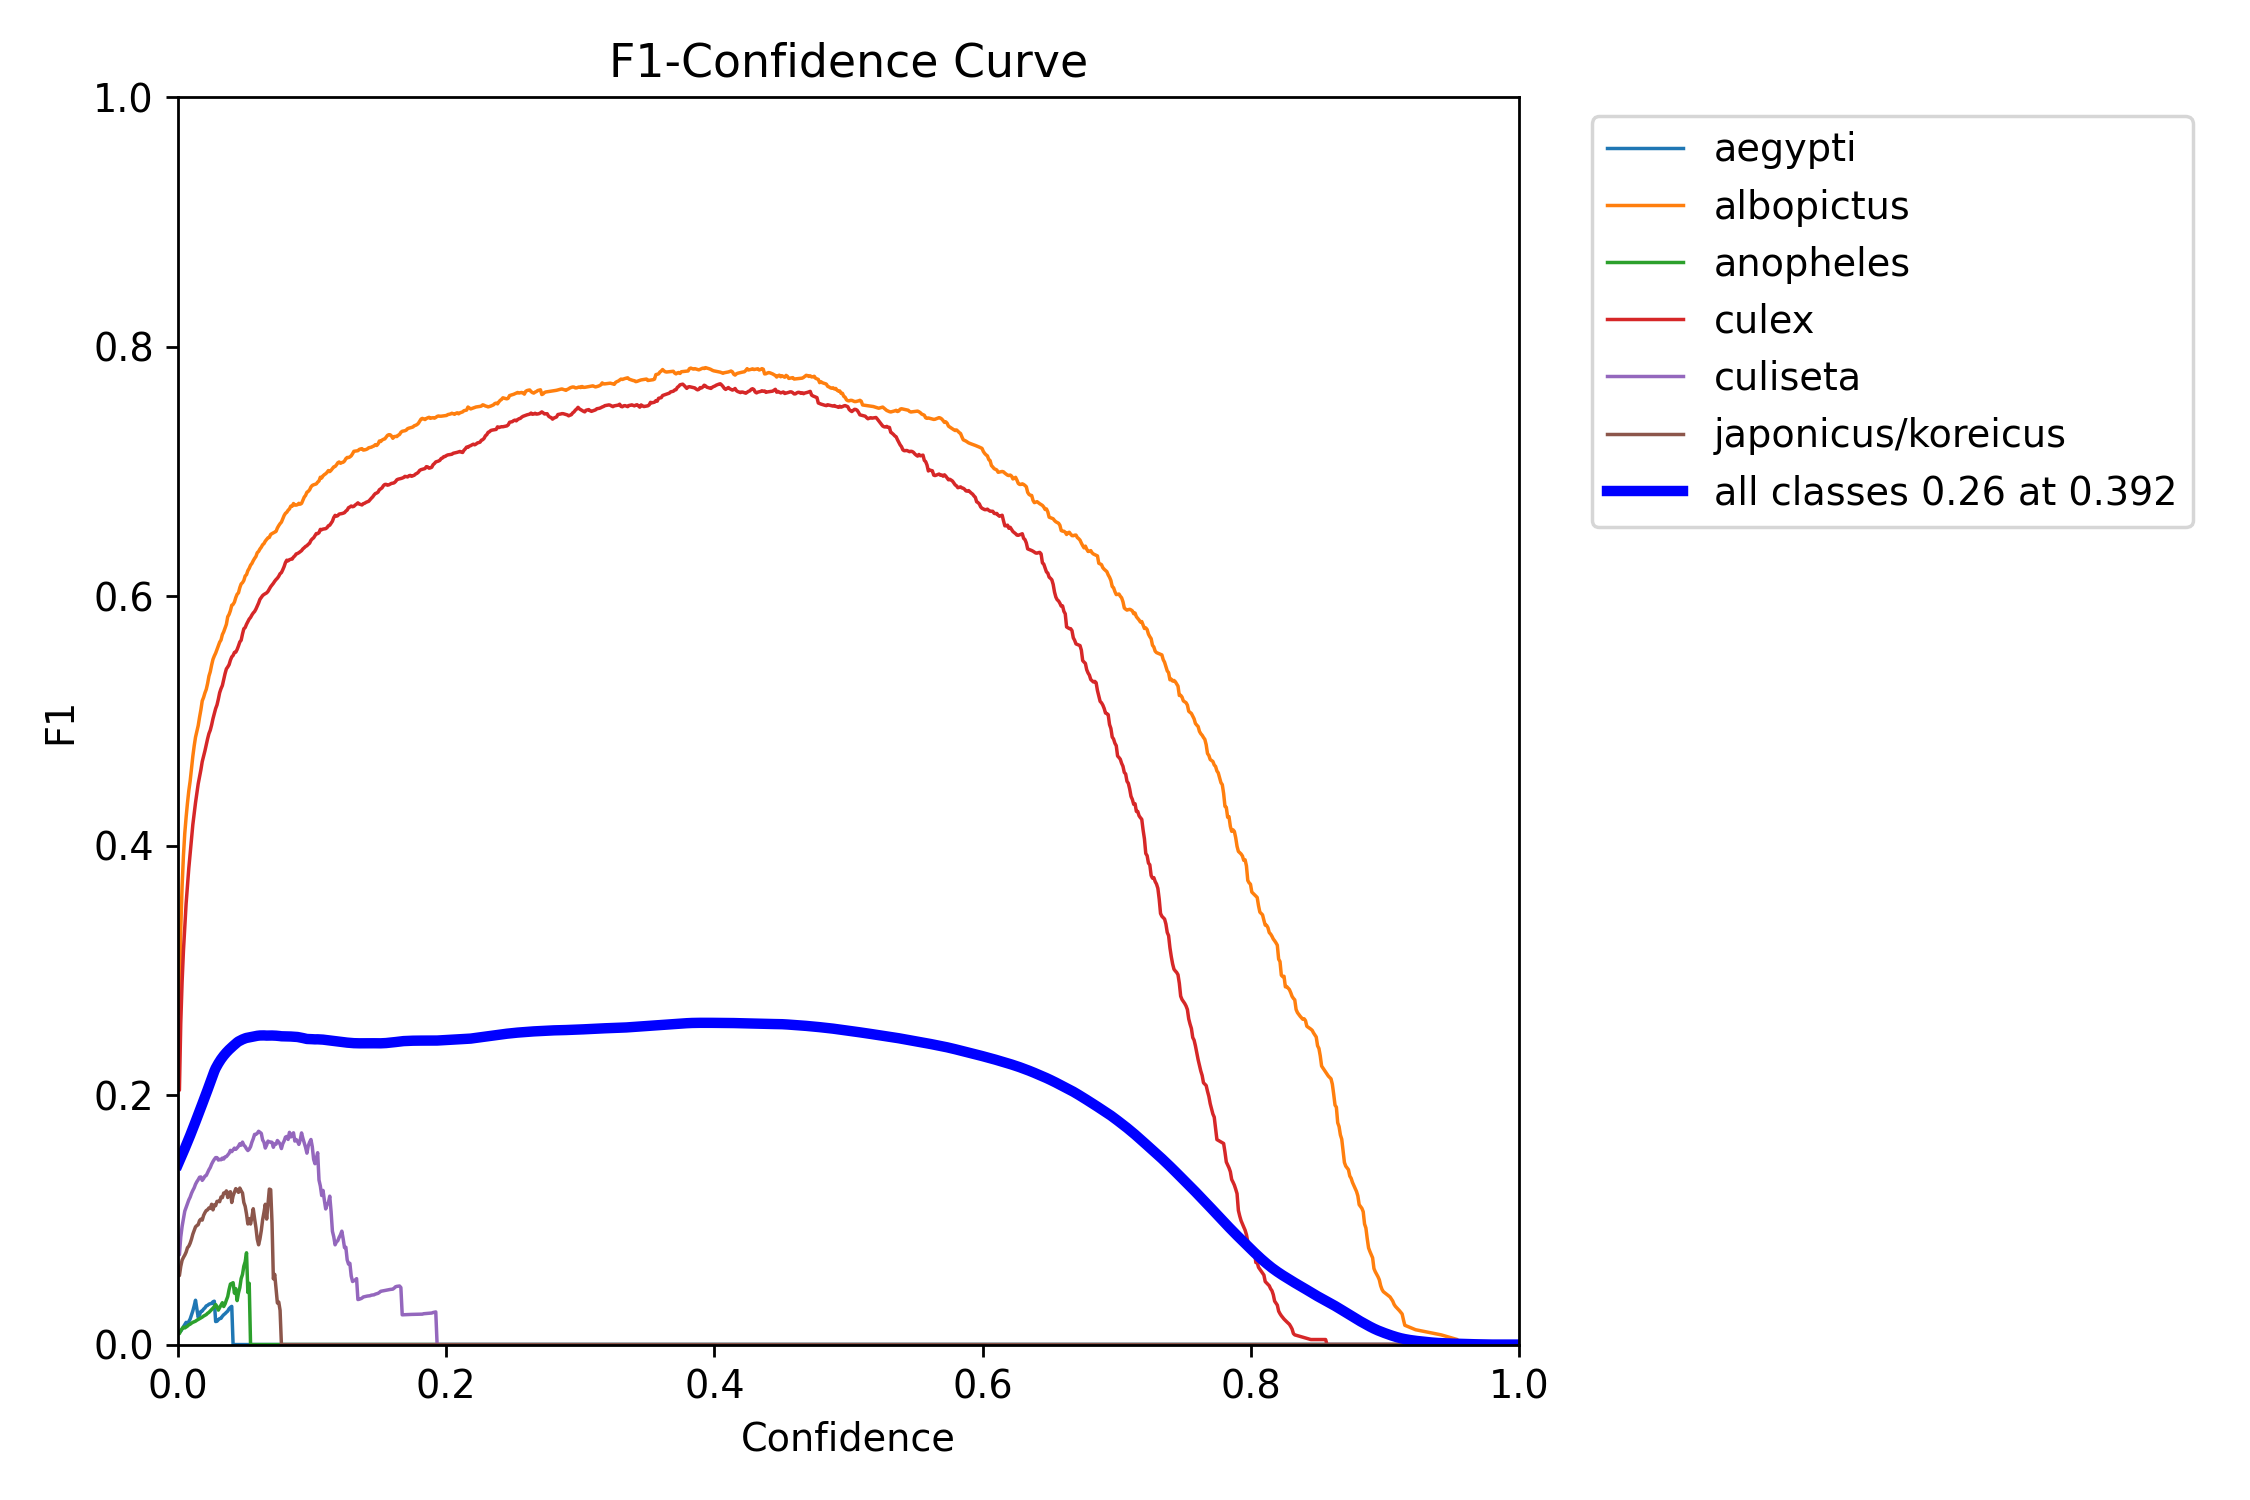 F1-Confidence Curve
1.0
0.8
0.6
0.4
0.2
0.0
F1
0.0 0.2 0.4 0.6 0.8 1.0
Confidence
aegypti
albopictus
anopheles
culex
culiseta
japonicus/koreicus
all classes 0.26 at 0.392